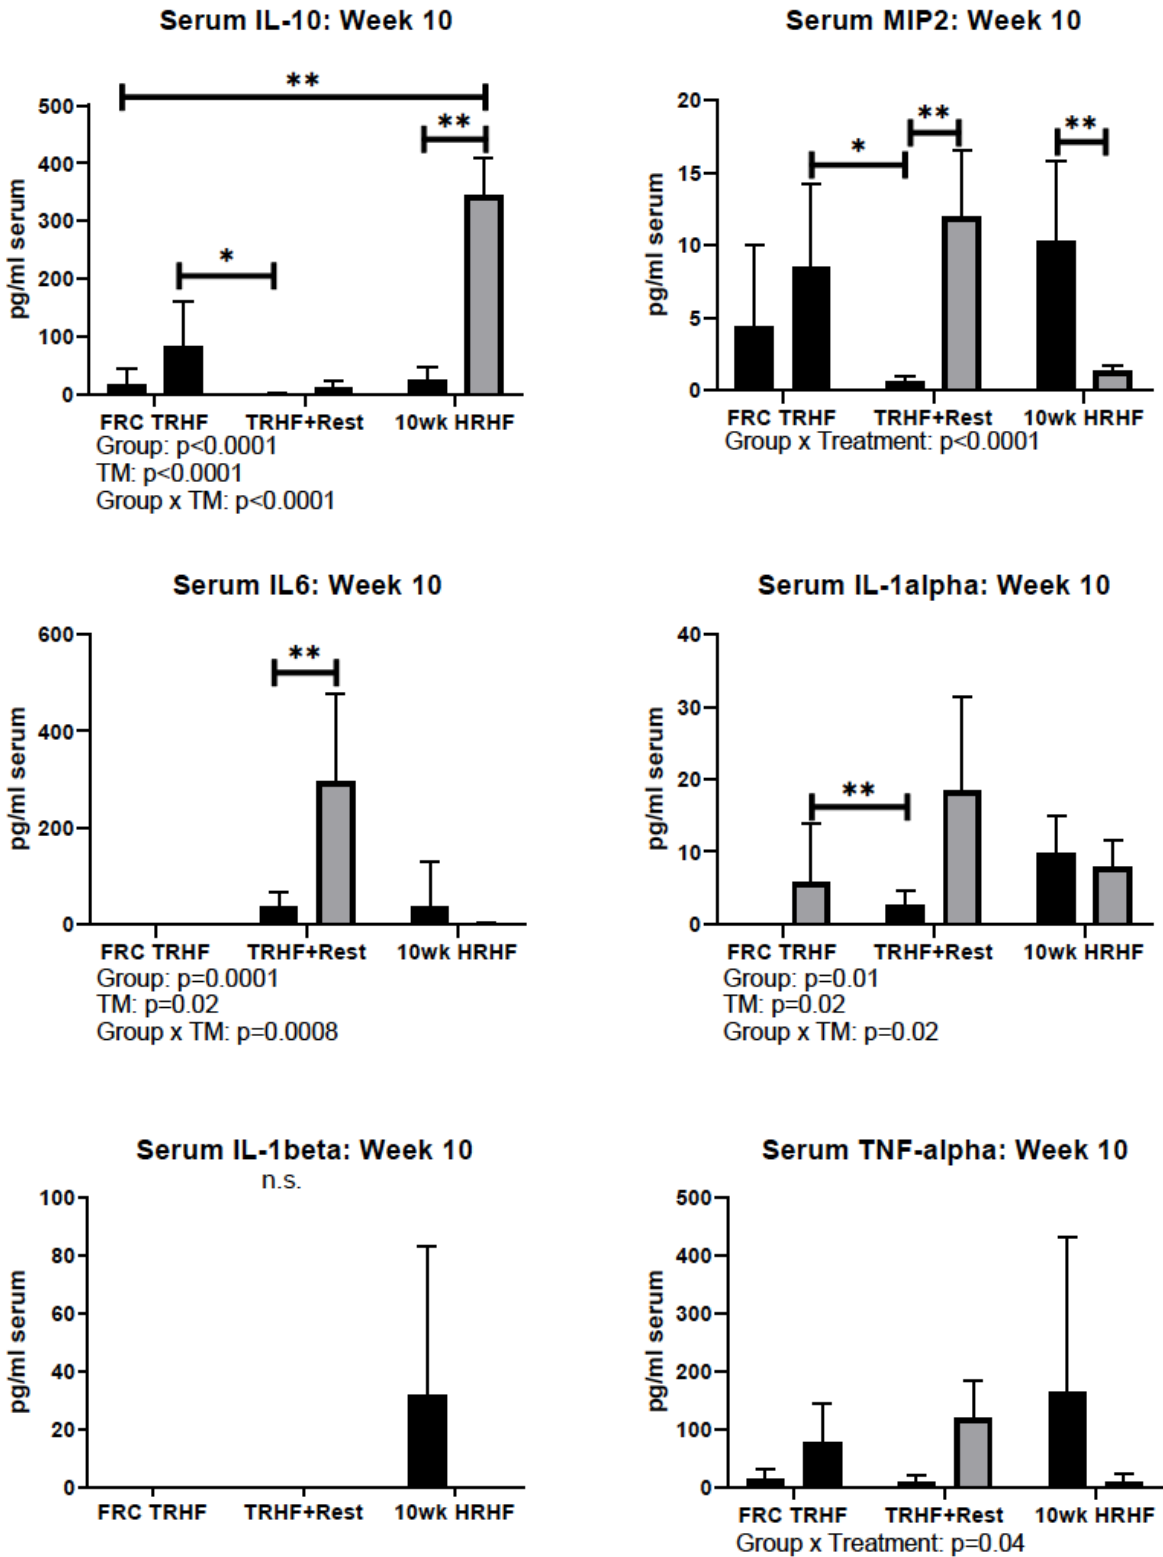 Serum IL-10: Week 10
pg/ml serum
500
400
300
200
100
0
**
**
*
FRC TRHF TRHF+Rest 10wk HRHF
Group: p<0.0001
TM: p<0.0001
Group x TM: p<0.0001
Serum MIP2: Week 10
pg/ml serum
20
15
10
5
0
*
**
**
FRC TRHF TRHF+Rest 10wk HRHF
Group x Treatment: p<0.0001
Serum IL6: Week 10
pg/ml serum
600
400
200
0
**
FRC TRHF TRHF+Rest 10wk HRHF
Group: p=0.0001
TM: p=0.02
Group x TM: p=0.0008
Serum IL-1alpha: Week 10
pg/ml serum
40
30
20
10
0
**
FRC TRHF TRHF+Rest 10wk HRHF
Group: p=0.01
TM: p=0.02
Group x TM: p=0.02
Serum IL-1beta: Week 10
n.s.
pg/ml serum
100
80
60
40
20
0
FRC TRHF TRHF+Rest 10wk HRHF
Serum TNF-alpha: Week 10
pg/ml serum
500
400
300
200
100
0
FRC TRHF TRHF+Rest 10wk HRHF
Group x Treatment: p=0.04